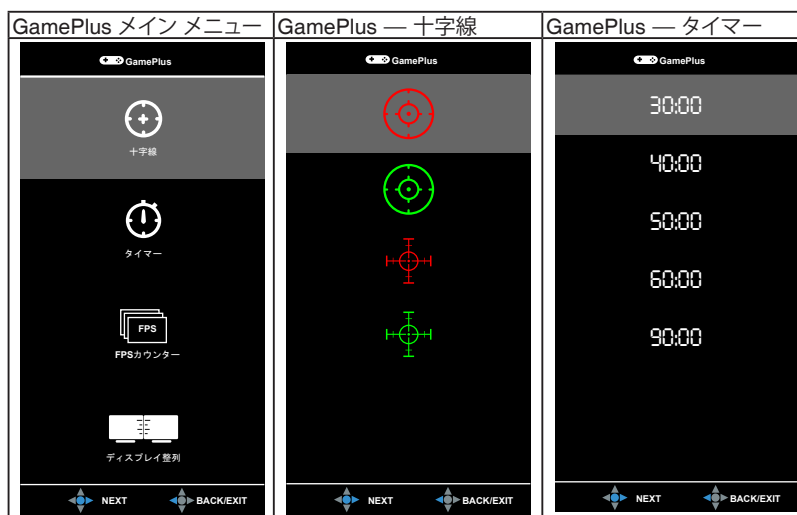 GamePlus メイン メニュー
GamePlus — 十字線
GamePlus — タイマー
GamePlus
十字線
タイマー
FPS
FPSカウンター
ディスプレイ整列
NEXT BACK/EXIT
GamePlus
NEXT BACK/EXIT
GamePlus
30:00
40:00
50:00
60:00
90:00
NEXT BACK/EXIT